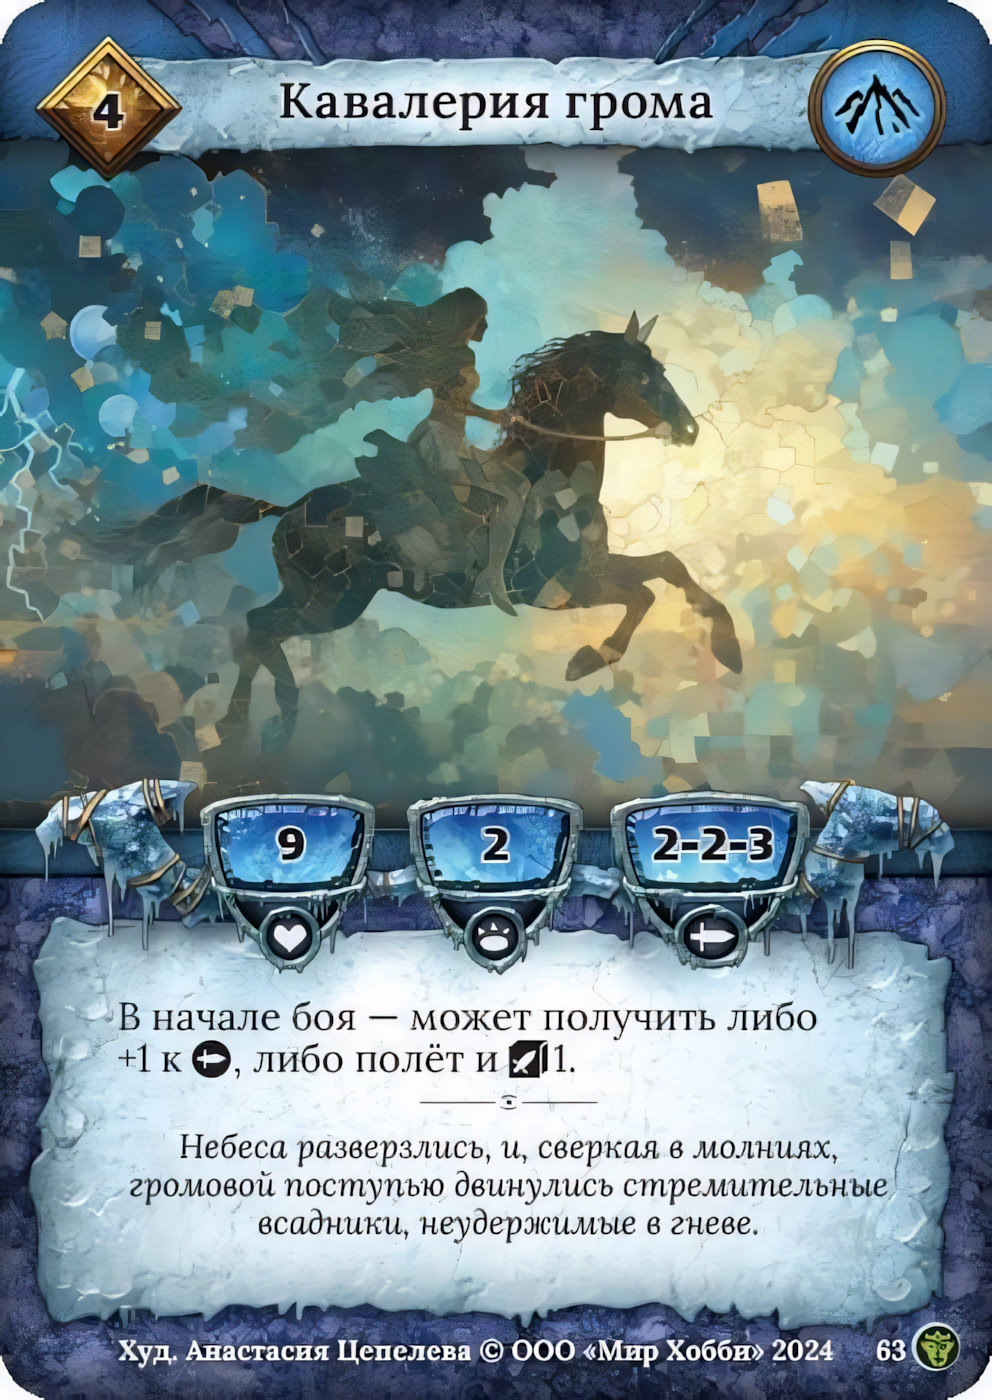 4
Кавалерия грома
9
2
2-2-3
В начале боя — может получить либо
+1 к , либо полёт и 1.
Небеса разверзлись, и, сверкая в молниях,
громовой поступью двинулись стремительные
всадники, неудержимые в гневе.
Худ. Анастасия Цепелева © ООО «Мир Хобби» 2024 63